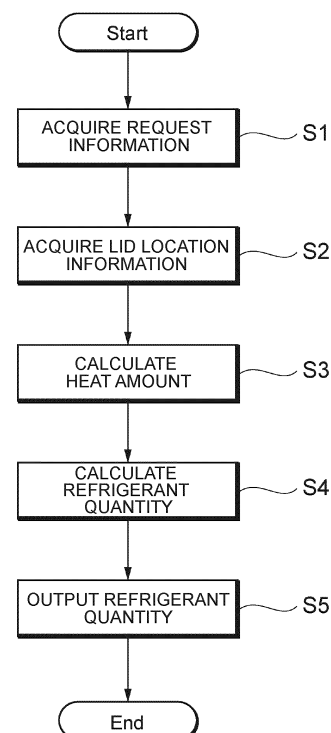 Start
ACQUIRE REQUEST
INFORMATION
S1
ACQUIRE LID LOCATION
INFORMATION
S2
CALCULATE
HEAT AMOUNT
S3
CALCULATE
REFRIGERANT
QUANTITY
S4
OUTPUT REFRIGERANT
QUANTITY
S5
End